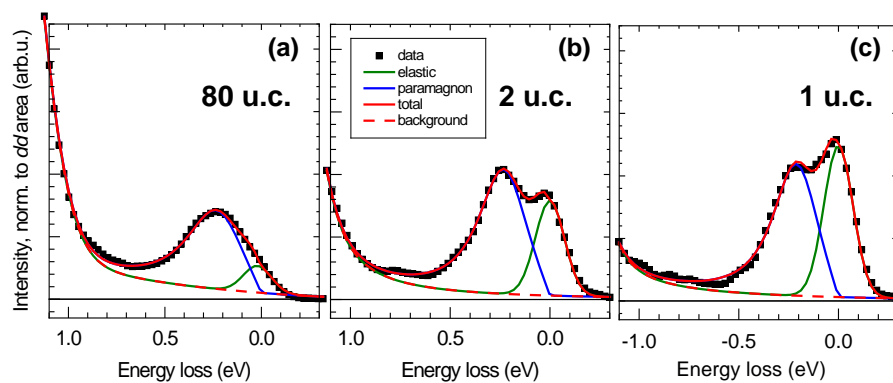 (a)
80 u.c.
(b)
data
elastic
paramagnon
total
background
2 u.c.
(c)
1 u.c.
Intensity, norm. to dd area (arb.u.)
1.0 0.5 0.0
1.0 0.5 0.0
-1.0 -0.5 0.0
Energy loss (eV)
Energy loss (eV)
Energy loss (eV)